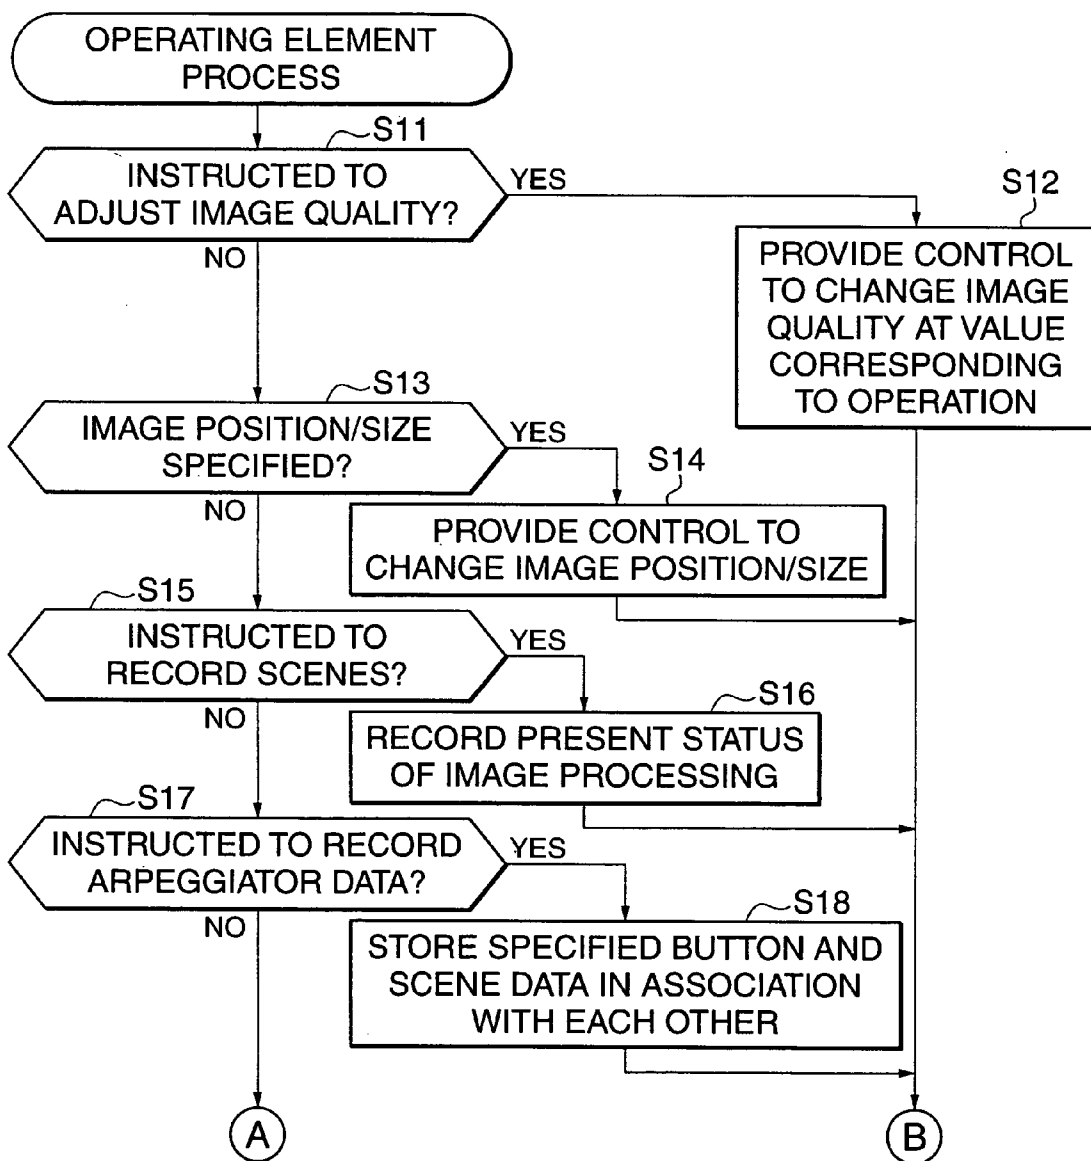 OPERATING ELEMENT
PROCESS
S11
INSTRUCTED TO
ADJUST IMAGE QUALITY?
YES
NO
S12
PROVIDE CONTROL
TO CHANGE IMAGE
QUALITY AT VALUE
CORRESPONDING
TO OPERATION
S13
IMAGE POSITION/SIZE
SPECIFIED?
YES
NO
S14
PROVIDE CONTROL TO
CHANGE IMAGE POSITION/SIZE
S15
INSTRUCTED TO
RECORD SCENES?
YES
NO
S16
RECORD PRESENT STATUS
OF IMAGE PROCESSING
S17
INSTRUCTED TO RECORD
ARPEGGIATOR DATA?
YES
NO
S18
STORE SPECIFIED BUTTON AND
SCENE DATA IN ASSOCIATION
WITH EACH OTHER
A
B